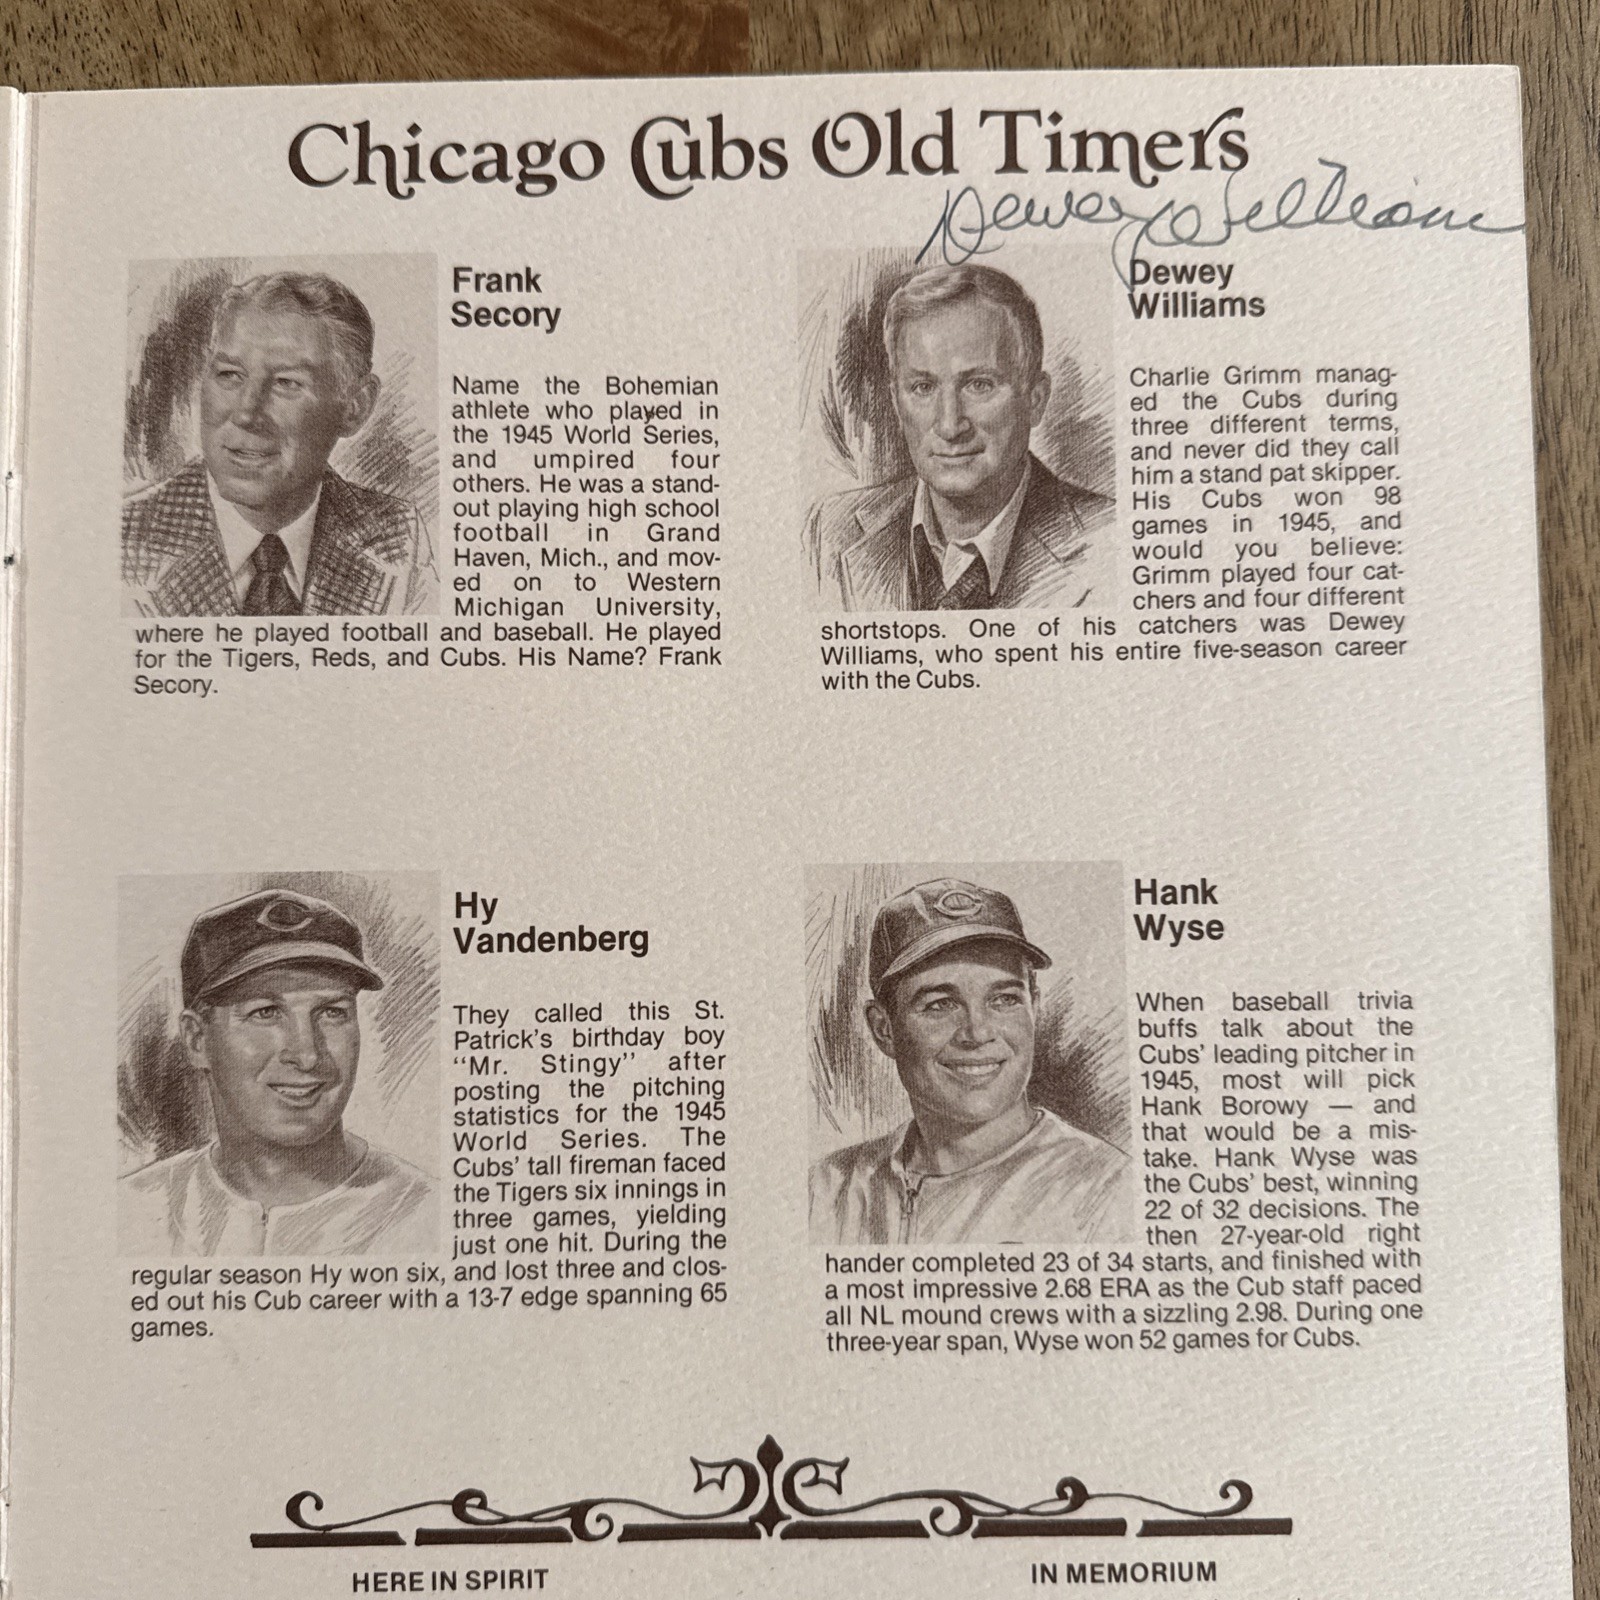 Chicago Cubs Old Timers
Dewey Williams
Frank
Secory
Name the Bohemian
athlete who played in
the 1945 World Series,
and umpired four
others. He was a stand-
out playing high school
football in Grand
Haven, Mich., and mov-
ed on to Western
Michigan University,
where he played football and baseball. He played
for the Tigers, Reds, and Cubs. His Name? Frank
Secory.
Dewey
Williams
Charlie Grimm manag-
ed the Cubs during
three different terms,
and never did they call
him a stand pat skipper.
His Cubs won 98
games in 1945, and
would you believe:
Grimm played four cat-
chers and four different
shortstops. One of his catchers was Dewey
Williams, who spent his entire five-season career
with the Cubs.
Hy
Vandenberg
They called this St.
Patrick's birthday boy
"Mr. Stingy" after
posting the pitching
statistics for the 1945
World Series. The
Cubs' tall fireman faced
the Tigers six innings in
three games, yielding
just one hit. During the
regular season Hy won six, and lost three and clos-
ed out his Cub career with a 13-7 edge spanning 65
games.
Hank
Wyse
When baseball trivia
buffs talk about the
Cubs' leading pitcher in
1945, most will pick
Hank Borowy — and
that would be a mis-
take. Hank Wyse was
the Cubs' best, winning
22 of 32 decisions. The
then 27-year-old right
hander completed 23 of 34 starts, and finished with
a most impressive 2.68 ERA as the Cub staff paced
all NL mound crews with a sizzling 2.98. During one
three-year span, Wyse won 52 games for Cubs.
HERE IN SPIRIT
IN MEMORIUM